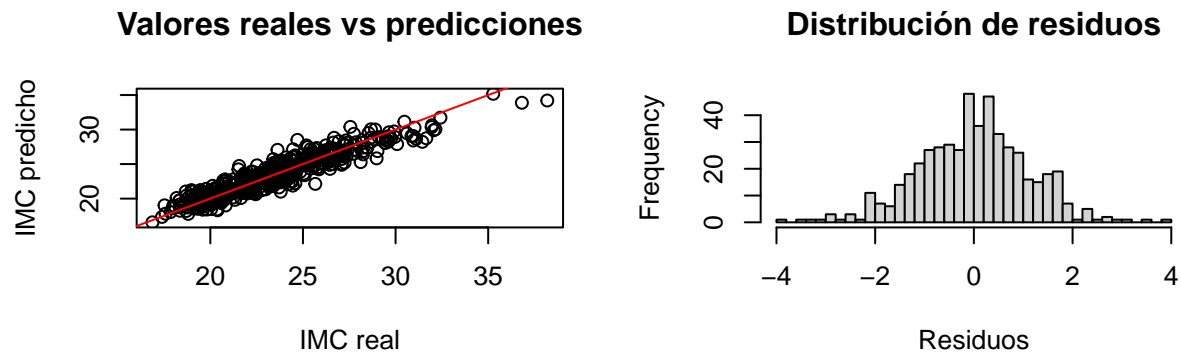 Valores reales vs predicciones
IMC predicho
20
30
20
25
30
35
IMC real
Distribución de residuos
Frequency
0
20
40
−4
−2
0
2
4
Residuos